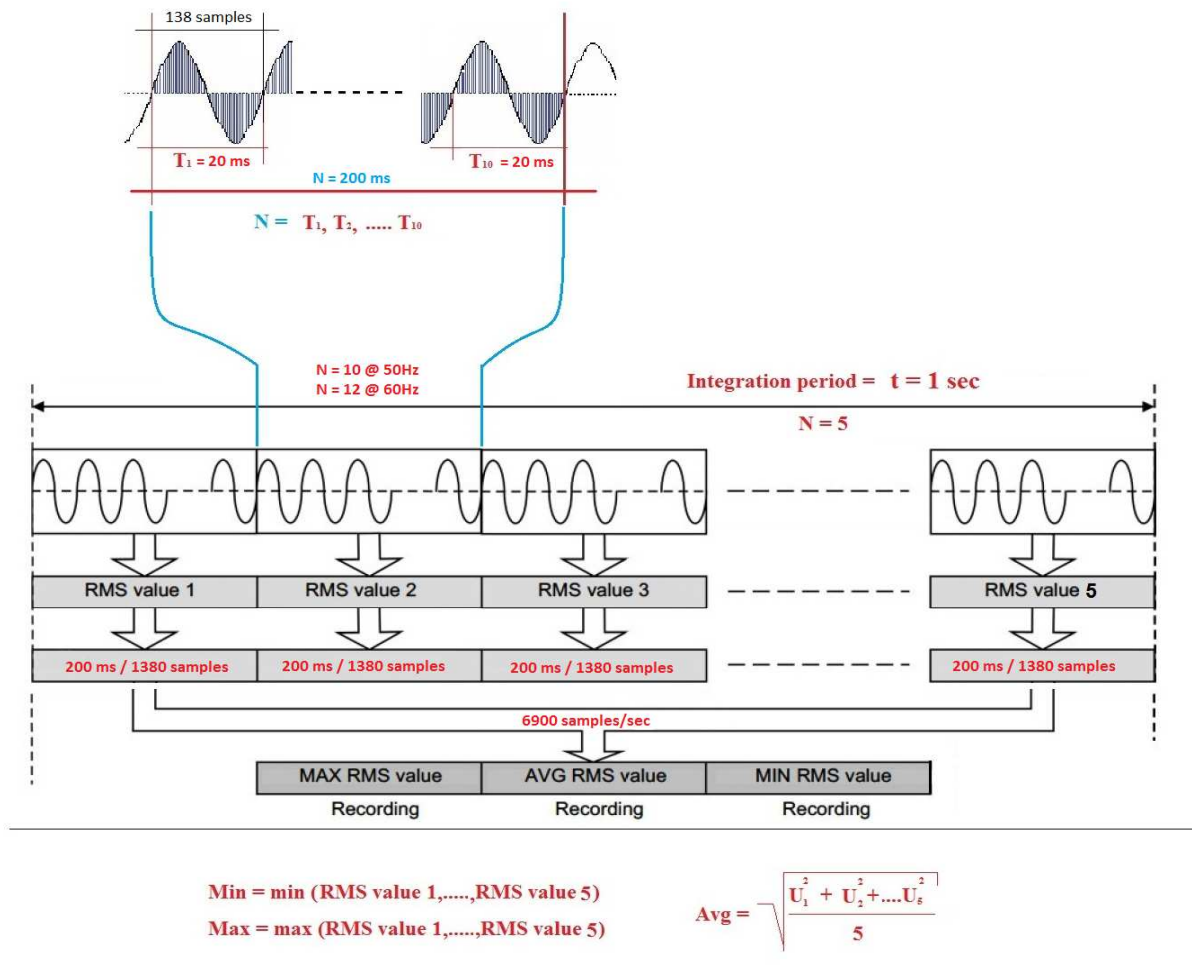 138 samples
T₁ = 20 ms
T₁₀ = 20 ms
N = 200 ms
N = T₁, T₂, ..... T₁₀
N = 10 @ 50Hz
N = 12 @ 60Hz
Integration period = t = 1 sec
N = 5
RMS value 1 RMS value 2 RMS value 3 RMS value 5
200 ms / 1380 samples 200 ms / 1380 samples 200 ms / 1380 samples 200 ms / 1380 samples
6900 samples/sec
MAX RMS value AVG RMS value MIN RMS value
Recording Recording Recording
Min = min (RMS value 1,.....,RMS value 5)
Max = max (RMS value 1,.....,RMS value 5)
Avg = √ U₁² + U₂² +....U₅²
5